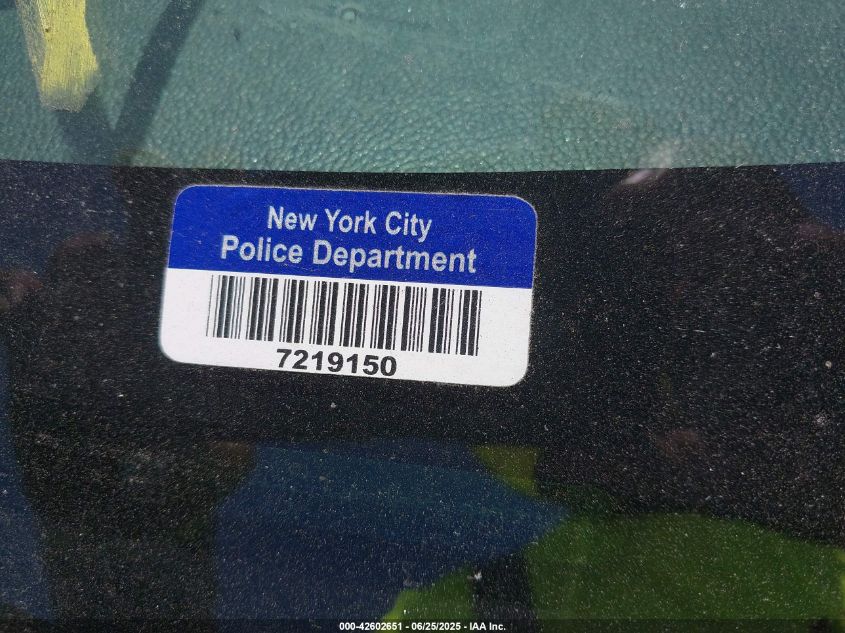 New York City
Police Department
7219150
000-42602651 - 06/25/2025 - IAA Inc.